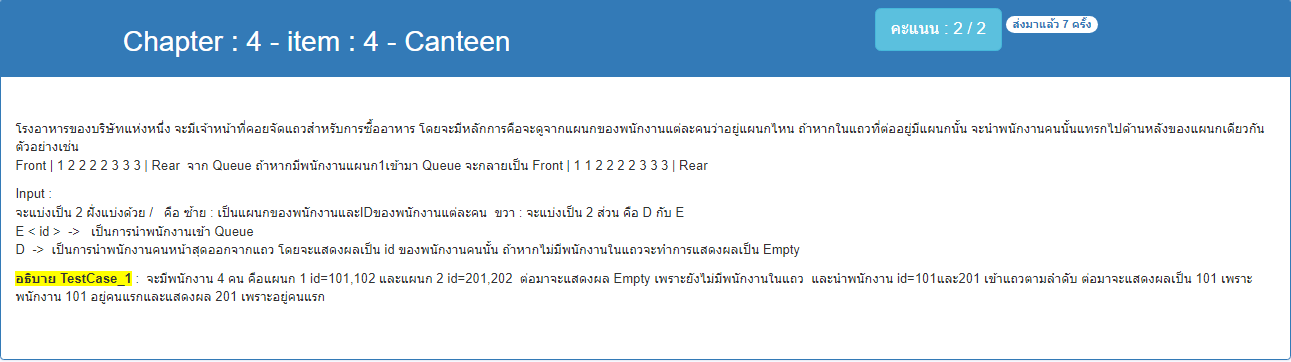 Chapter : 4 - item : 4 - Canteen
คะแนน : 2 / 2
ส่งมาแล้ว 7 ครั้ง
โรงอาหารของบริษัทแห่งหนึ่ง จะมีเจ้าหน้าที่คอยจัดแถวสำหรับการซื้ออาหาร โดยจะมีหลักการคือจะดูจากแผนกของพนักงานแต่ละคนว่าอยู่แผนกไหน ถ้าหากในแถวที่ต่ออยู่มีแผนกนั้น จะนำพนักงานคนนั้นแทรกไปด้านหลังของแผนกเดียวกัน
ตัวอย่างเช่น
Front | 1 2 2 2 2 3 3 3 | Rear จาก Queue ถ้าหากมีพนักงานแผนก1เข้ามา Queue จะกลายเป็น Front | 1 1 2 2 2 2 3 3 3 | Rear
Input :
จะแบ่งเป็น 2 ฝั่งแบ่งด้วย / คือ ซ้าย : เป็นแผนกของพนักงานและIDของพนักงานแต่ละคน ขวา : จะแบ่งเป็น 2 ส่วน คือ D กับ E
E < id > -> เป็นการนำพนักงานเข้า Queue
D -> เป็นการนำพนักงานคนหน้าสุดออกจากแถว โดยจะแสดงผลเป็น id ของพนักงานคนนั้น ถ้าหากไม่มีพนักงานในแถวจะทำการแสดงผลเป็น Empty
อธิบาย TestCase_1 : จะมีพนักงาน 4 คน คือแผนก 1 id=101,102 และแผนก 2 id=201,202 ต่อมาจะแสดงผล Empty เพราะยังไม่มีพนักงานในแถว และนำพนักงาน id=101และ201 เข้าแถวตามลำดับ ต่อมาจะแสดงผลเป็น 101 เพราะ
พนักงาน 101 อยู่คนแรกและแสดงผล 201 เพราะอยู่คนแรก